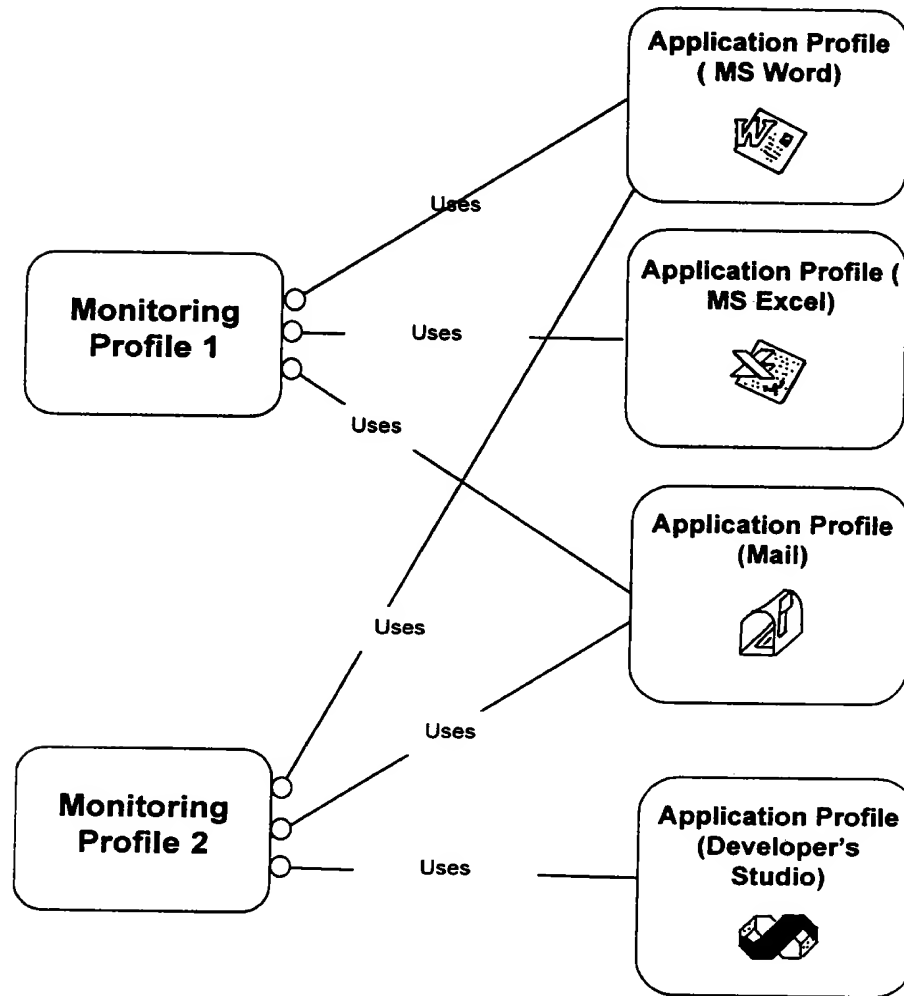 Application Profile
( MS Word)
W
Uses
Application Profile (
MS Excel)
Monitoring
Profile 1
Uses
Uses
Application Profile
(Mail)
Uses
Uses
Monitoring
Profile 2
Application Profile
(Developer's
Studio)
Uses